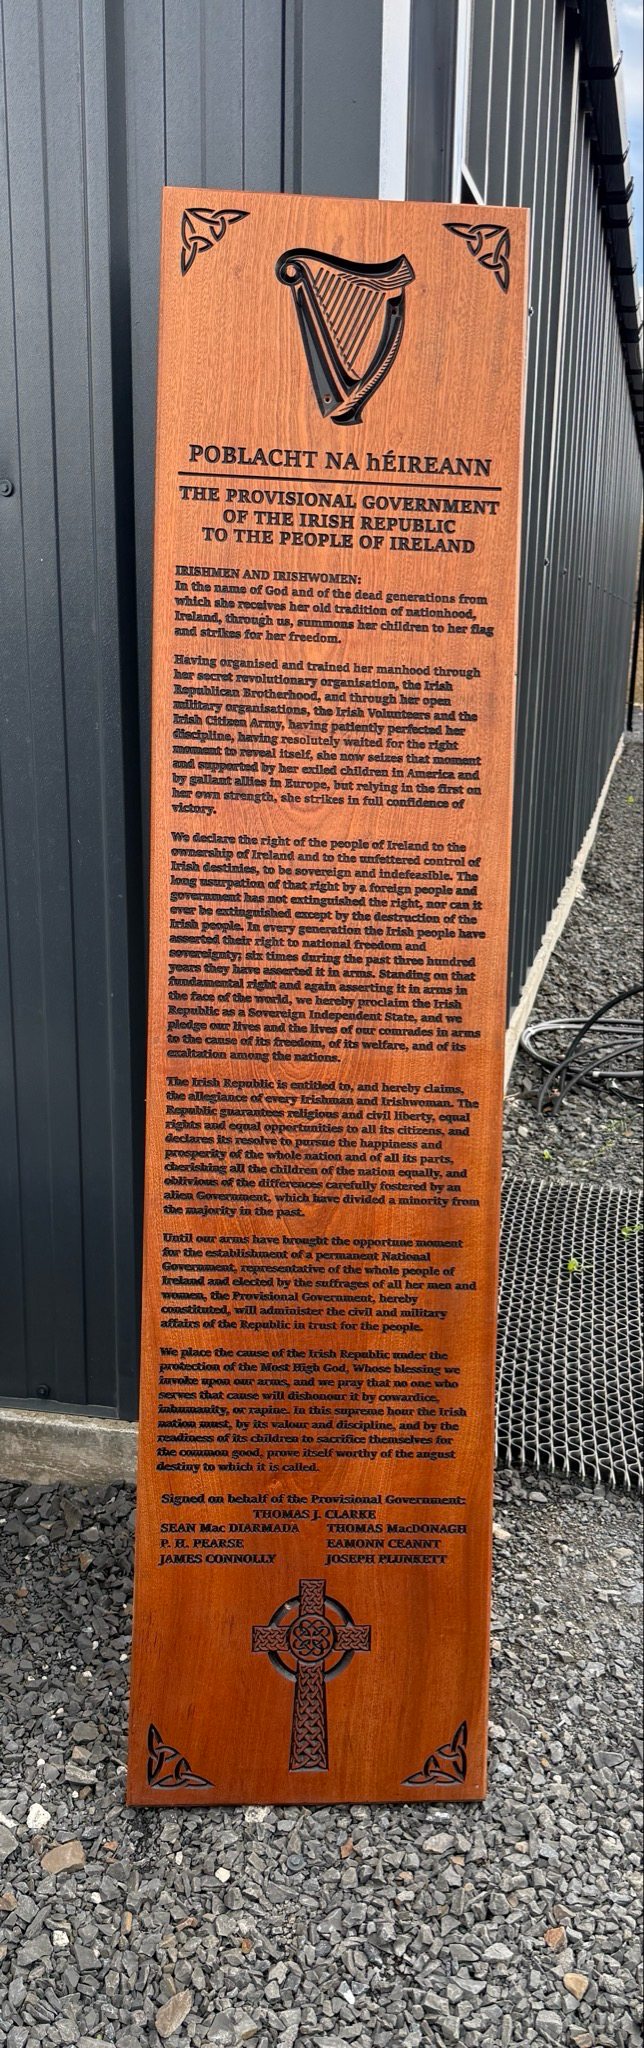 POBLACHT NA hÉIREANN
THE PROVISIONAL GOVERNMENT
OF THE IRISH REPUBLIC
TO THE PEOPLE OF IRELAND
IRISHMEN AND IRISHWOMEN:
In the name of God and of the dead generations from
which she receives her old tradition of nationhood,
Ireland, through us, summons her children to her flag
and strikes for her freedom.
Having organised and trained her manhood through
her secret revolutionary organisation, the Irish
Republican Brotherhood, and through her open
military organisations, the Irish Volunteers and the
Irish Citizen Army, having patiently perfected her
discipline, having resolutely waited for the right
moment to reveal itself, she now seizes that moment
and supported by her exiled children in America and
by gallant allies in Europe, but relying in the first on
her own strength, she strikes in full confidence of
victory.
We declare the right of the people of Ireland to the
ownership of Ireland and to the unfettered control of
Irish destinies, to be sovereign and indefeasible. The
long usurpation of that right by a foreign people and
government has not extinguished the right, nor can it
ever be extinguished except by the destruction of the
Irish people. In every generation the Irish people have
asserted their right to national freedom and
sovereignty; six times during the past three hundred
years they have asserted it in arms. Standing on that
fundamental right and again asserting it in arms in
the face of the world, we hereby proclaim the Irish
Republic as a Sovereign Independent State, and we
pledge our lives and the lives of our comrades in arms
to the cause of its freedom, of its welfare, and of its
exaltation among the nations.
The Irish Republic is entitled to, and hereby claims,
the allegiance of every Irishman and Irishwoman. The
Republic guarantees religious and civil liberty, equal
rights and equal opportunities to all its citizens, and
declares its resolve to pursue the happiness and
prosperity of the whole nation and of all its parts,
cherishing all the children of the nation equally, and
oblivious of the differences carefully fostered by an
alien Government, which have divided a minority from
the majority in the past.
Until our arms have brought the opportune moment
for the establishment of a permanent National
Government, representative of the whole people of
Ireland and elected by the suffrages of all her men and
women, the Provisional Government, hereby
constituted, will administer the civil and military
affairs of the Republic in trust for the people.
We place the cause of the Irish Republic under the
protection of the Most High God, Whose blessing we
invoke upon our arms, and we pray that no one who
serves that cause will dishonour it by cowardice,
inhumanity, or rapine. In this supreme hour the Irish
nation must, by its valour and discipline, and by the
readiness of its children to sacrifice themselves for
the common good, prove itself worthy of the august
destiny to which it is called.
Signed on behalf of the Provisional Government:
THOMAS J. CLARKE
SEAN Mac DIARMADA THOMAS MacDONAGH
P. H. PEARSE EAMONN CEANNT
JAMES CONNOLLY JOSEPH PLUNKETT